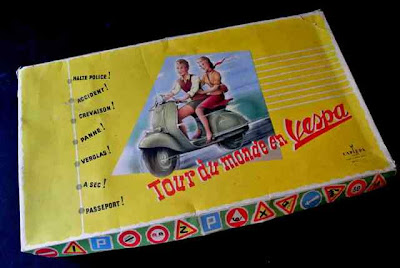 HALTE POLICE!
ACCIDENT!
CREVAISON!
PANNE!
VERGLAS!
A SEC!
PASSEPORT!
Tour du monde en Vespa